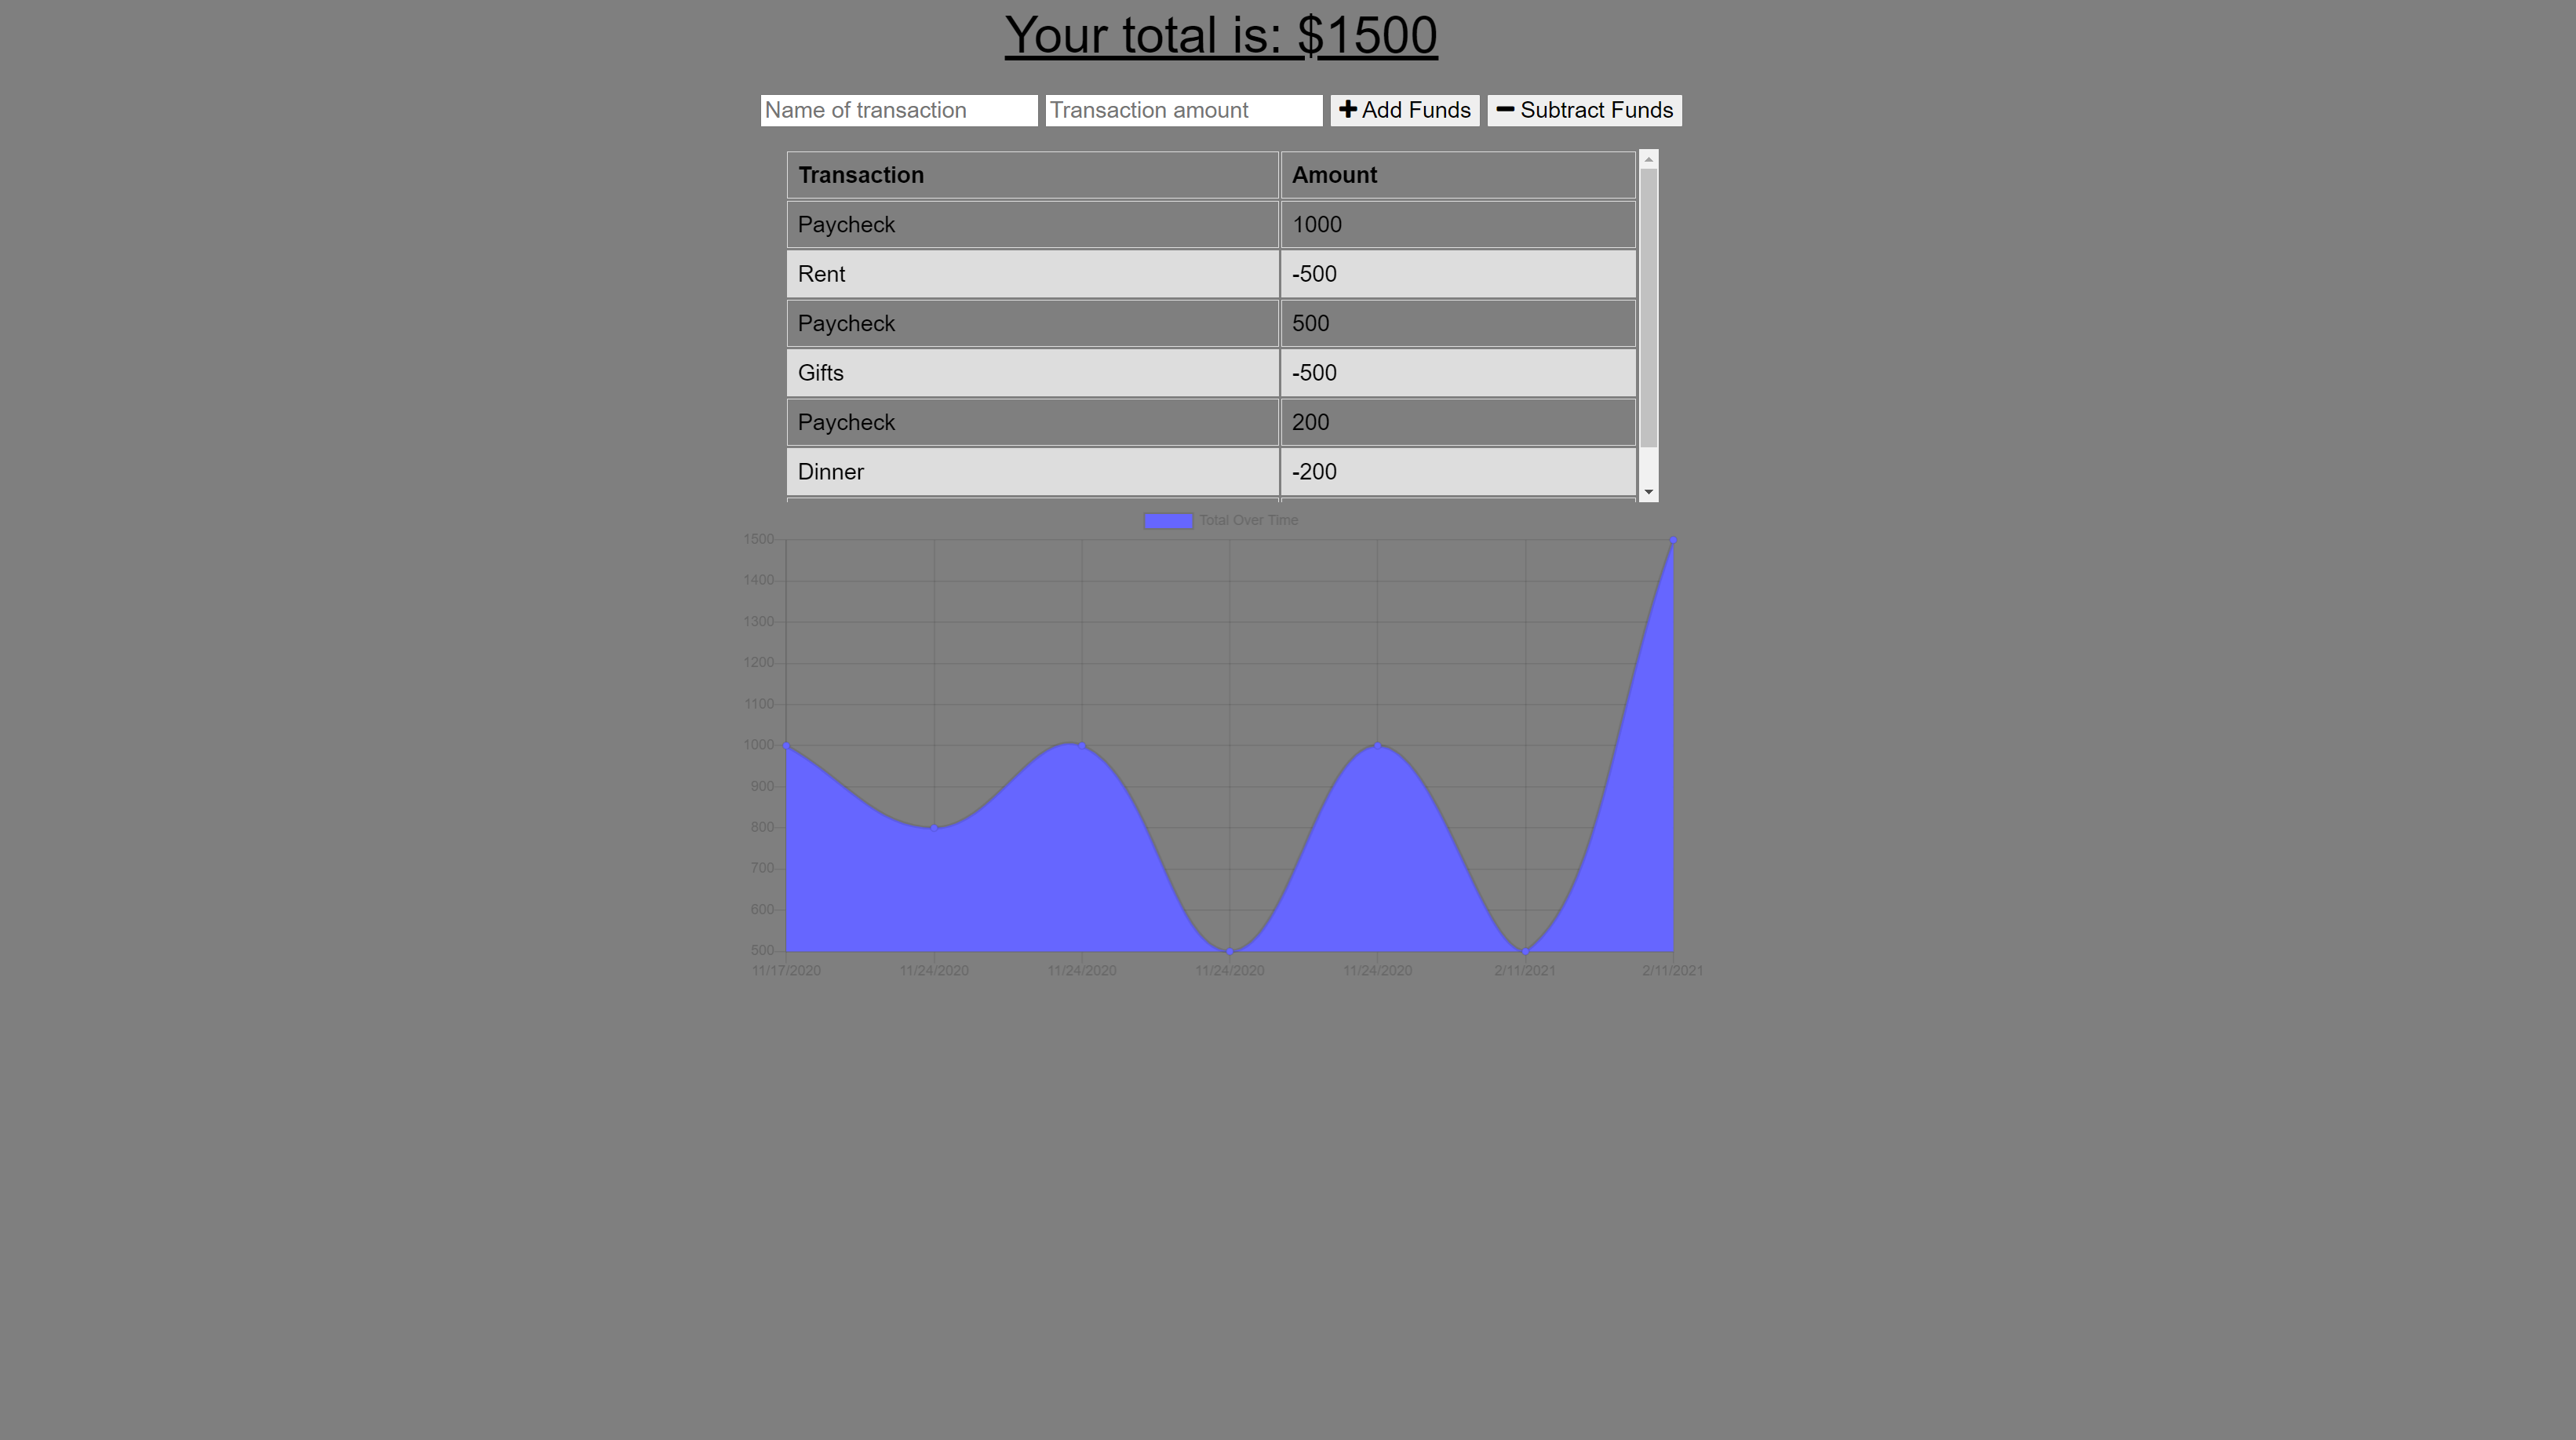 Your total is: $1500
Name of transaction Transaction amount Add Funds Subtract Funds
Transaction Amount
Paycheck 1000
Rent -500
Paycheck 500
Gifts -500
Paycheck 200
Dinner -200
Total Over Time
1500
1400
1300
1200
1100
1000
900
800
700
600
500
11/17/2020 11/24/2020 11/24/2020 11/24/2020 11/24/2020 2/11/2021 2/11/2021